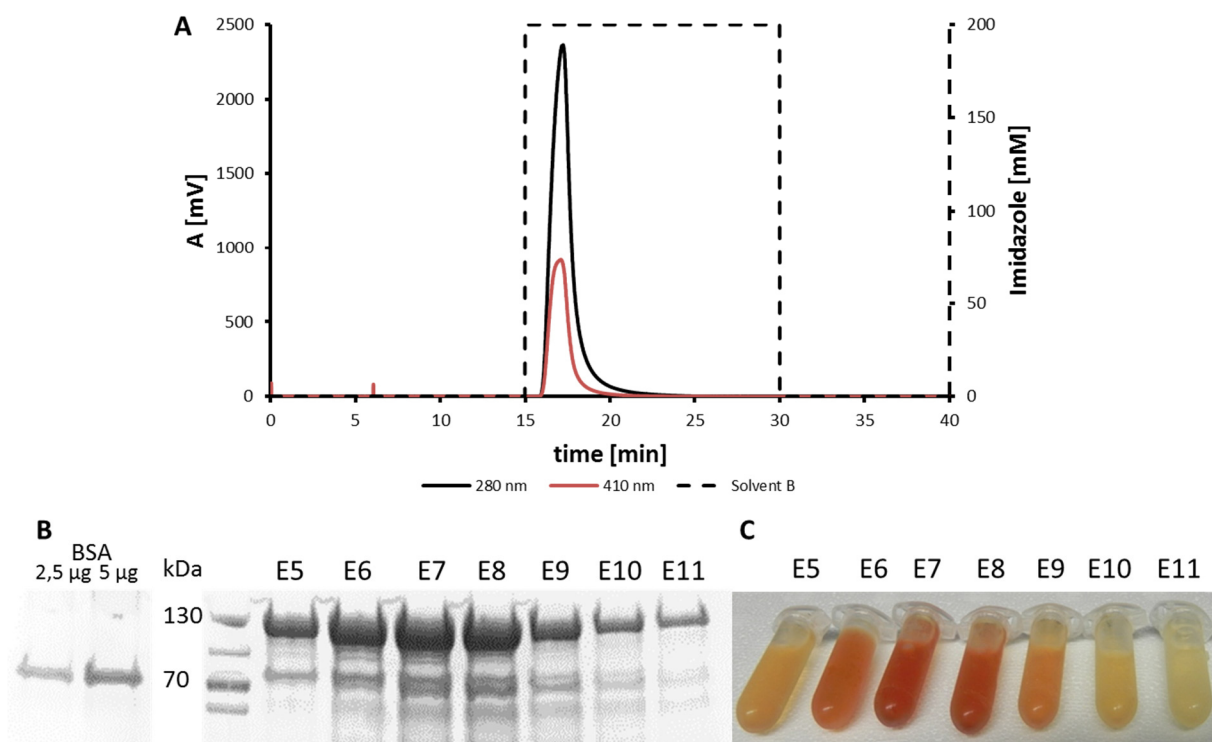 A
2500
2000
1500
1000
500
0
A [mV]
200
150
100
50
0
Imidazole [mM]
0 5 10 15 20 25 30 35 40
time [min]
280 nm 410 nm Solvent B
B
BSA
2,5 µg 5 µg kDa E5 E6 E7 E8 E9 E10 E11
130
70
C
E5 E6 E7 E8 E9 E10 E11